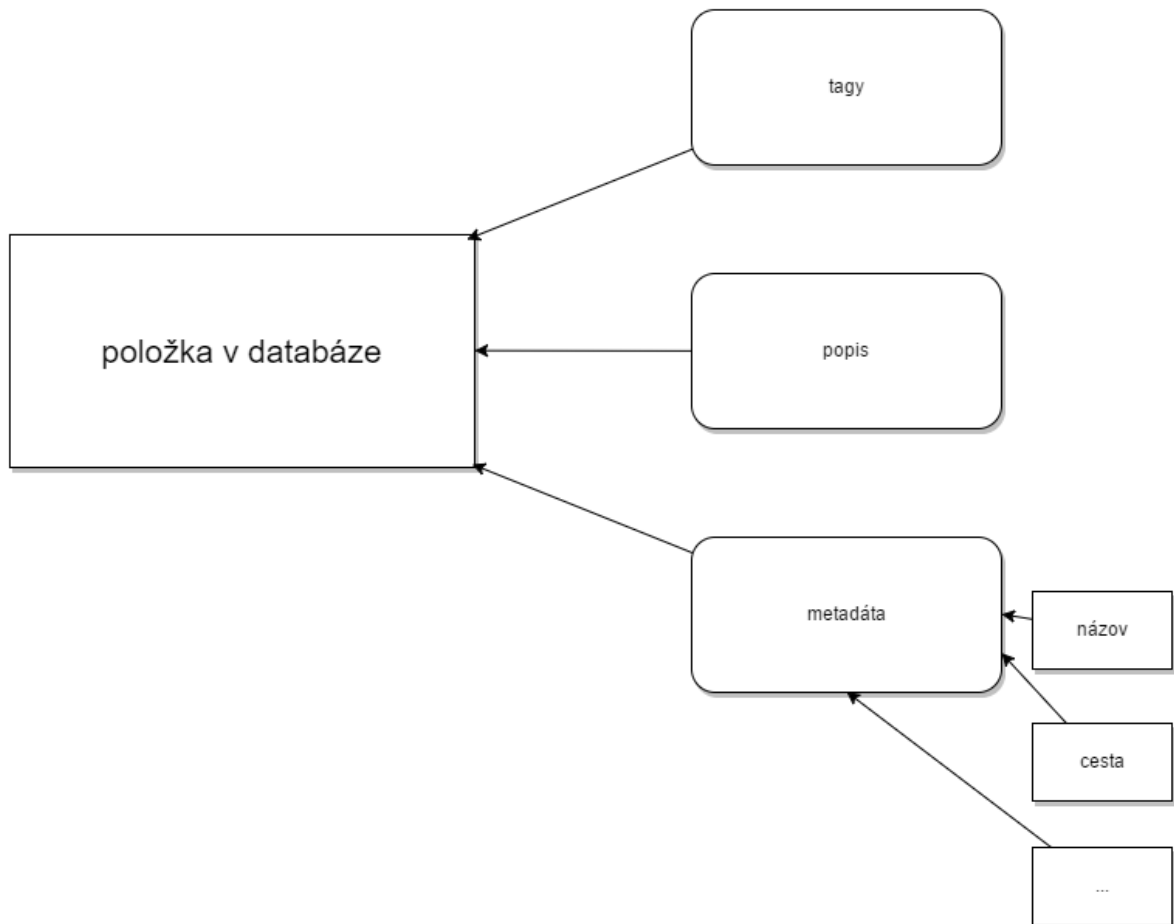 tagy
položka v databáze
popis
metadáta
názov
cesta
...